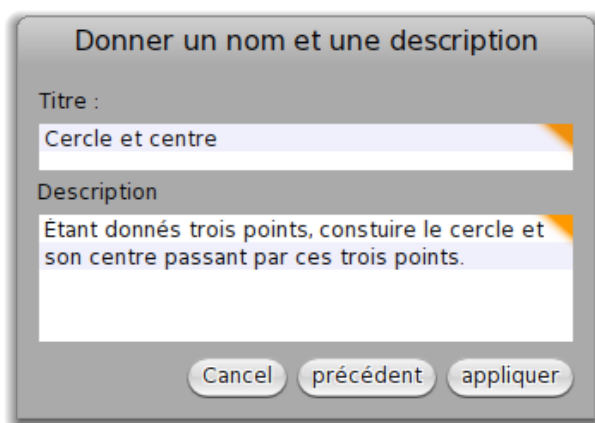 Donner un nom et une description
Titre :
Cercle et centre
Description
Étant donnés trois points, constuire le cercle et
son centre passant par ces trois points.
Cancel précédent appliquer